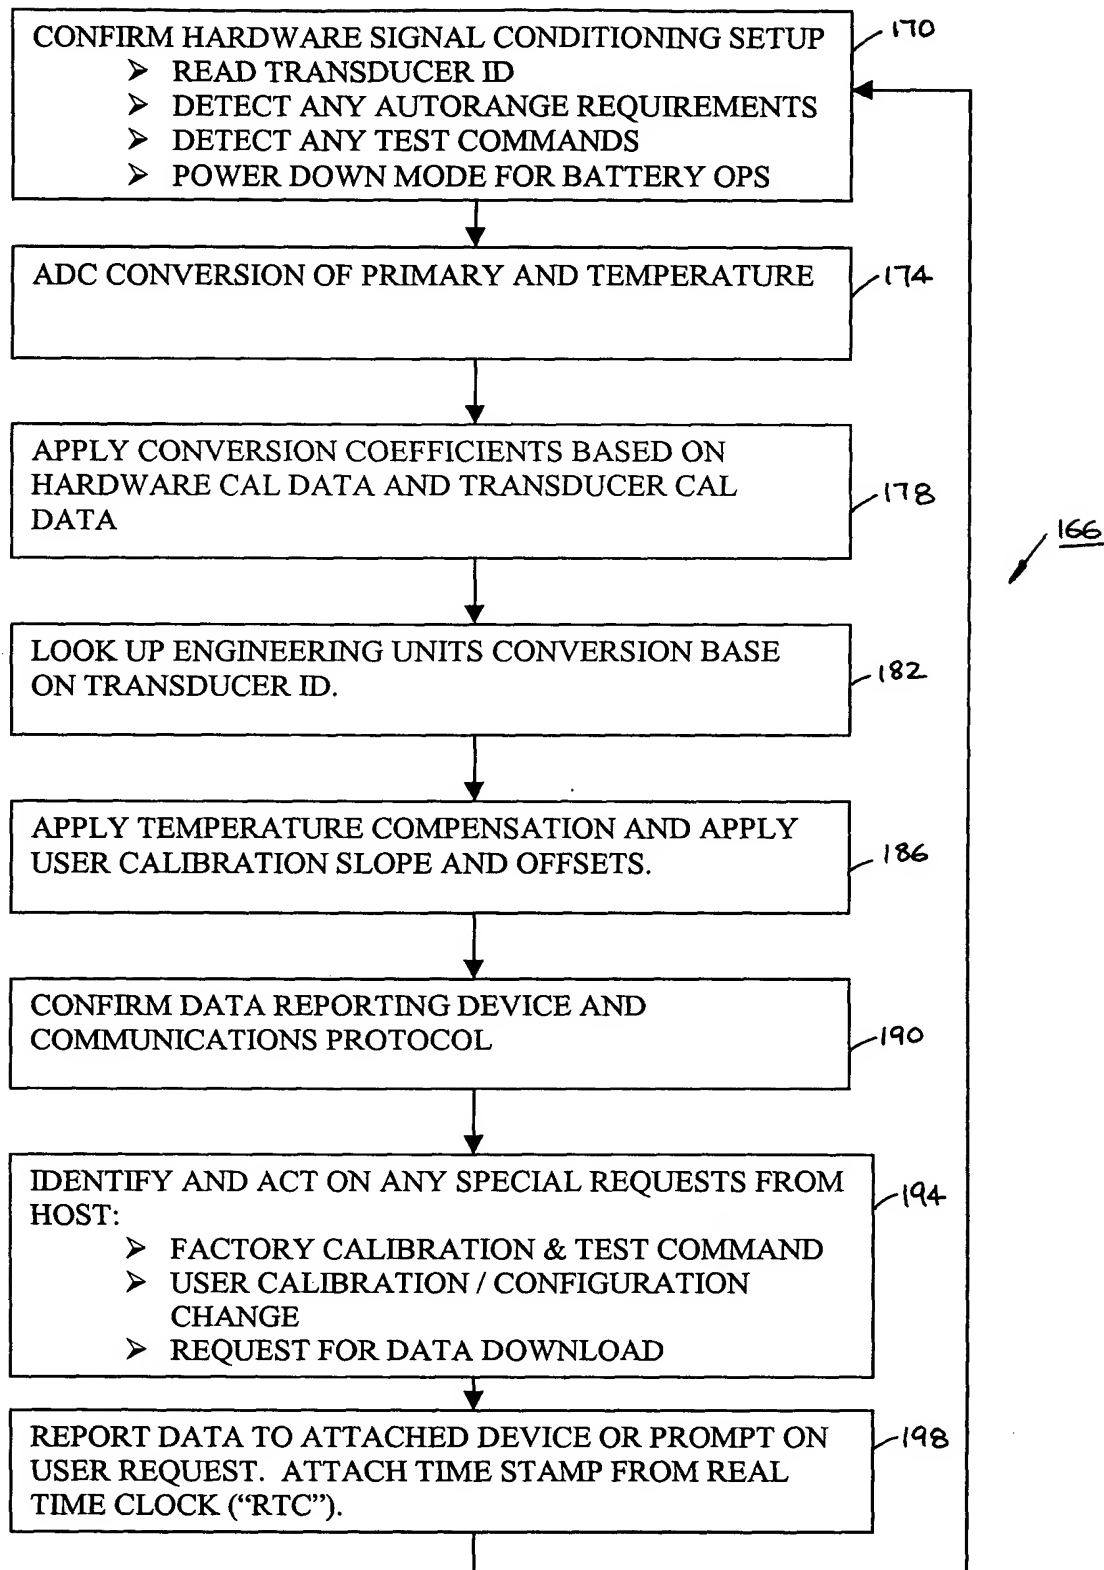 CONFIRM HARDWARE SIGNAL CONDITIONING SETUP
➢ READ TRANSDUCER ID
➢ DETECT ANY AUTORANGE REQUIREMENTS
➢ DETECT ANY TEST COMMANDS
➢ POWER DOWN MODE FOR BATTERY OPS
170
ADC CONVERSION OF PRIMARY AND TEMPERATURE
174
APPLY CONVERSION COEFFICIENTS BASED ON
HARDWARE CAL DATA AND TRANSDUCER CAL
DATA
178
166
LOOK UP ENGINEERING UNITS CONVERSION BASE
ON TRANSDUCER ID.
182
APPLY TEMPERATURE COMPENSATION AND APPLY
USER CALIBRATION SLOPE AND OFFSETS.
186
CONFIRM DATA REPORTING DEVICE AND
COMMUNICATIONS PROTOCOL
190
IDENTIFY AND ACT ON ANY SPECIAL REQUESTS FROM
HOST:
➢ FACTORY CALIBRATION & TEST COMMAND
➢ USER CALIBRATION / CONFIGURATION
CHANGE
➢ REQUEST FOR DATA DOWNLOAD
194
REPORT DATA TO ATTACHED DEVICE OR PROMPT ON
USER REQUEST. ATTACH TIME STAMP FROM REAL
TIME CLOCK (“RTC”).
198